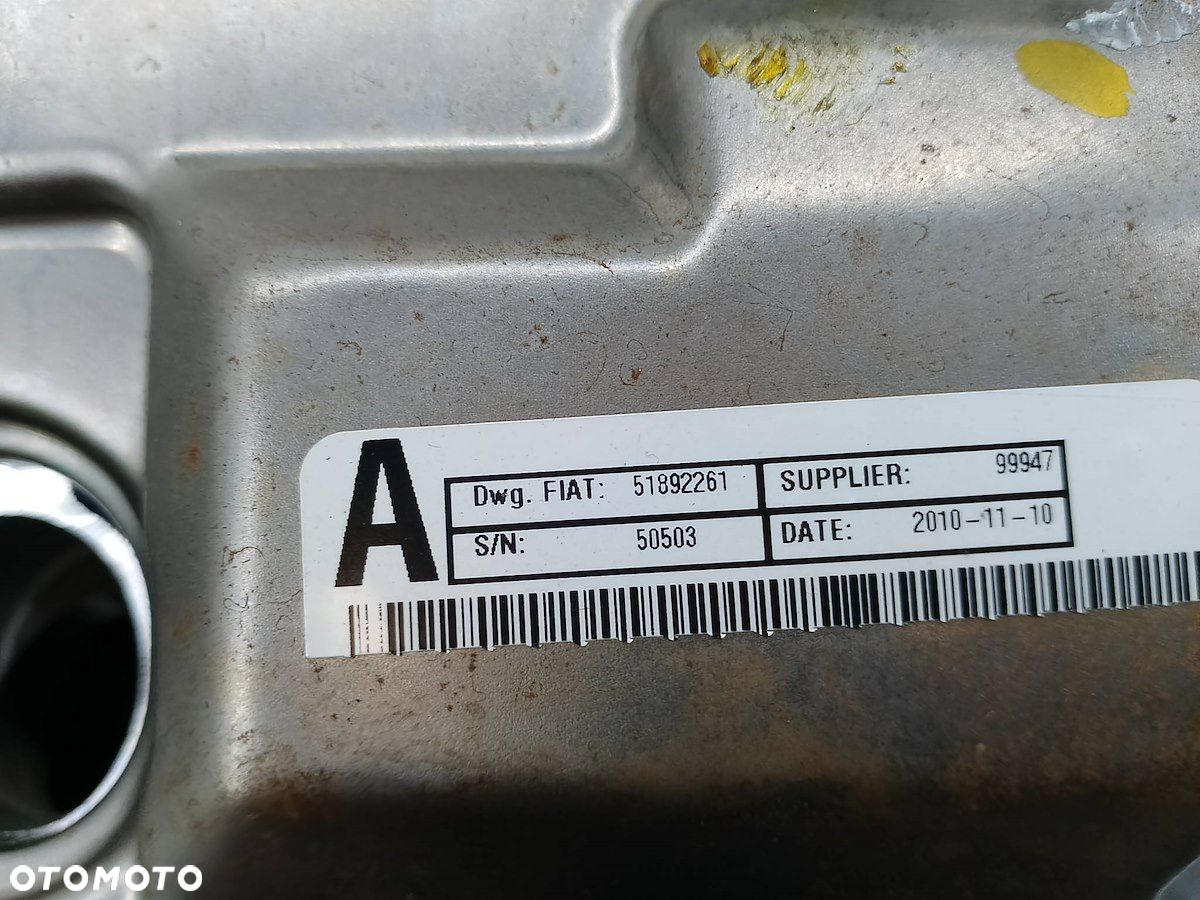 A
Dwg. FIAT: 51892261 SUPPLIER: 99947
S/N: 50503 DATE: 2010-11-10
OTOMOTO